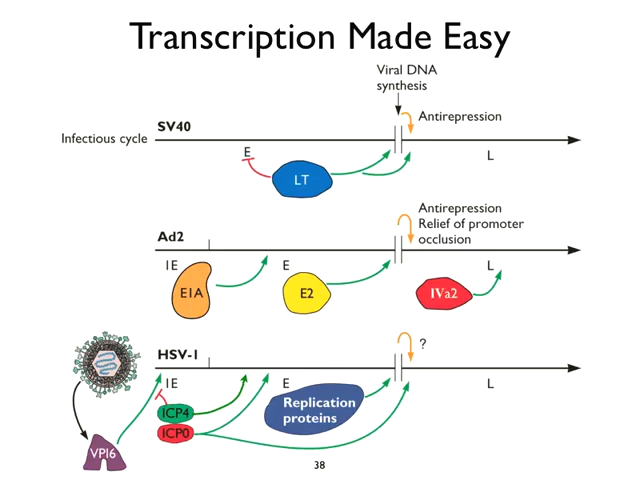 Transcription Made Easy
Viral DNA
synthesis
Antirepression
SV40
Infectious cycle
E
L
LT
Antirepression
Relief of promoter
occlusion
Ad2
IE
E
L
E1A
E2
IVa2
?
HSV-1
IE
E
L
ICP4
ICP0
Replication
proteins
VP16
38